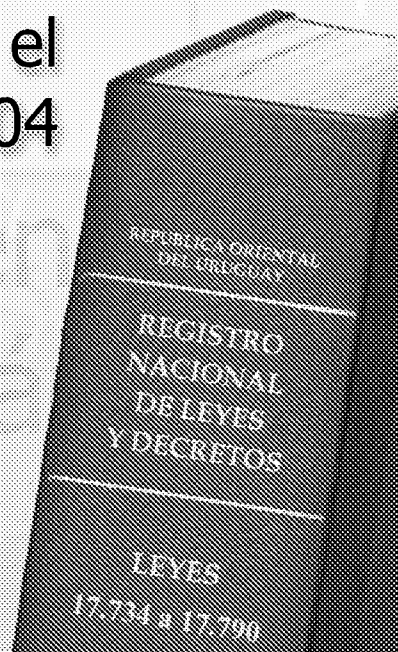 el
04
REPUBLICA ORIENTAL
DEL URUGUAY
REGISTRO
NACIONAL
DE LEYES
Y DECRETOS
LEYES
17.734 a 17.790